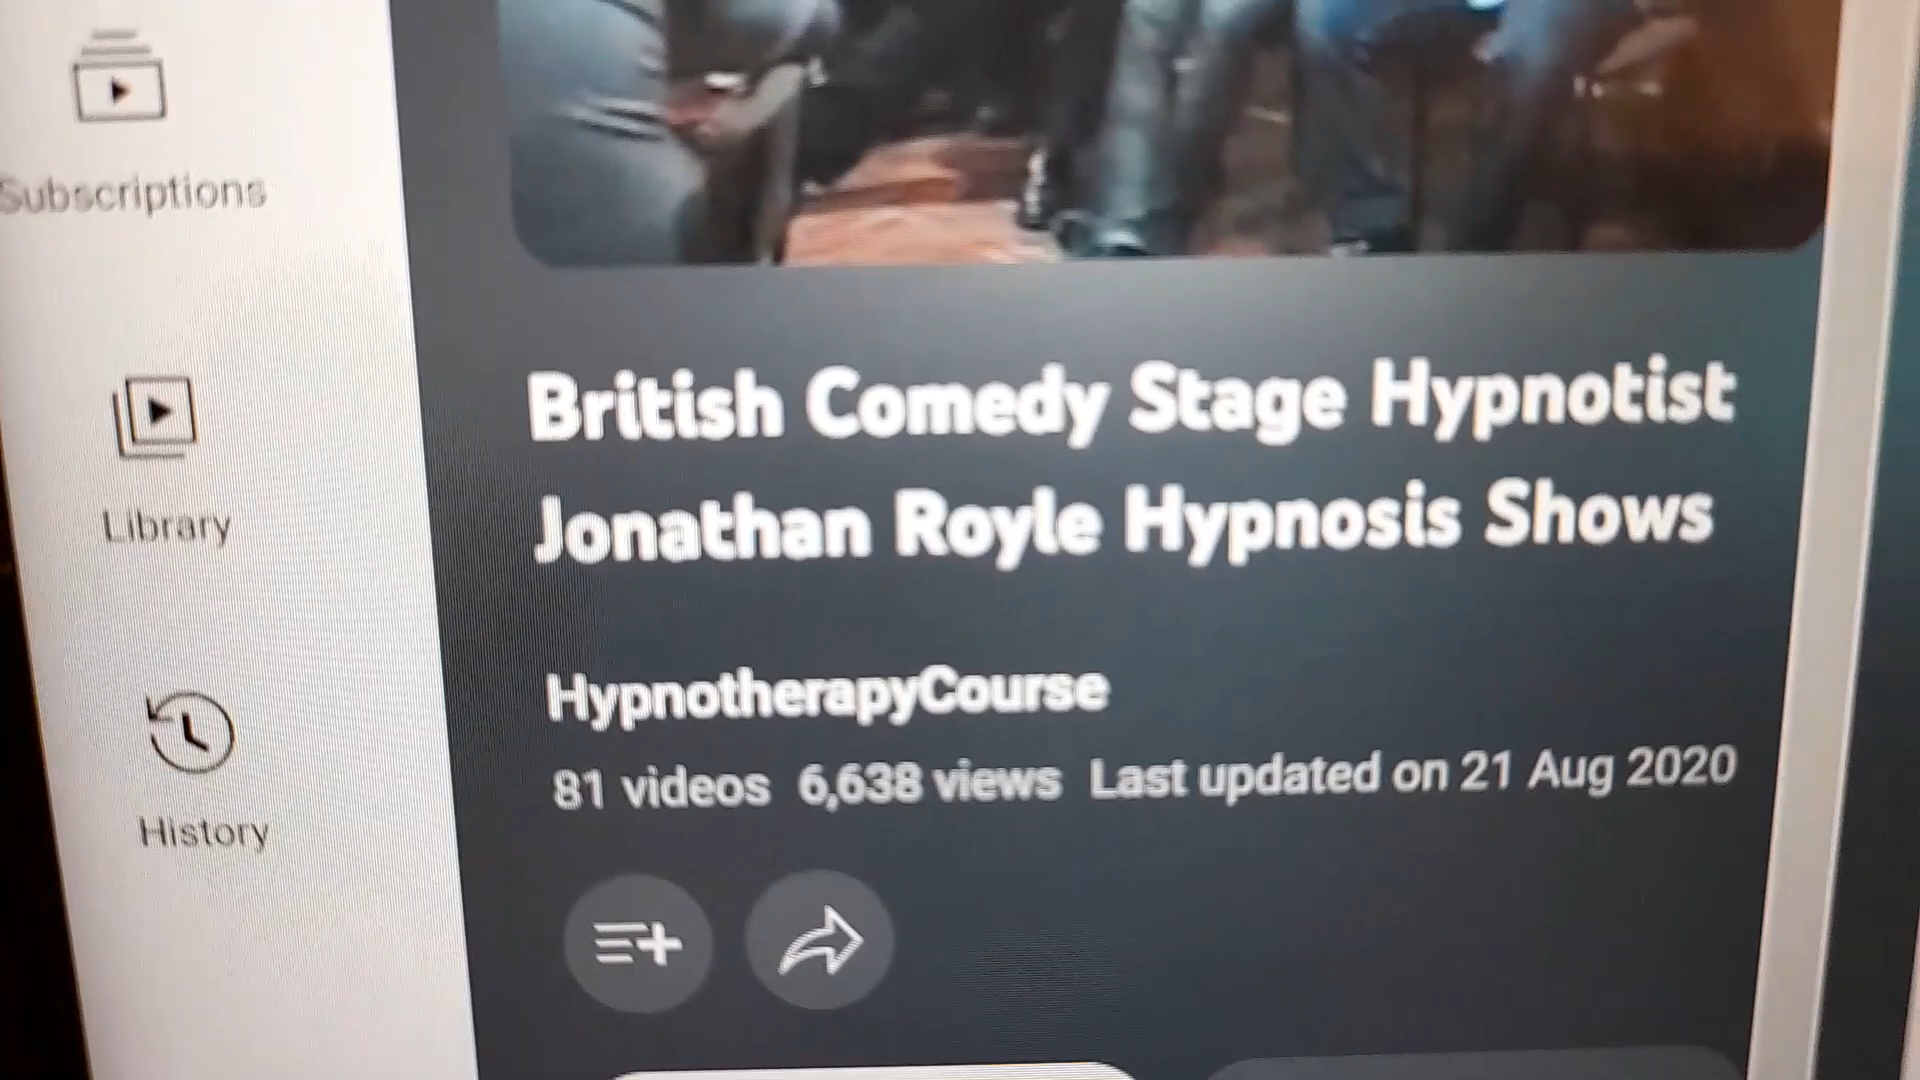 Subscriptions
Library
History
British Comedy Stage Hypnotist
Jonathan Royle Hypnosis Shows
HypnotherapyCourse
81 videos 6,638 views Last updated on 21 Aug 2020